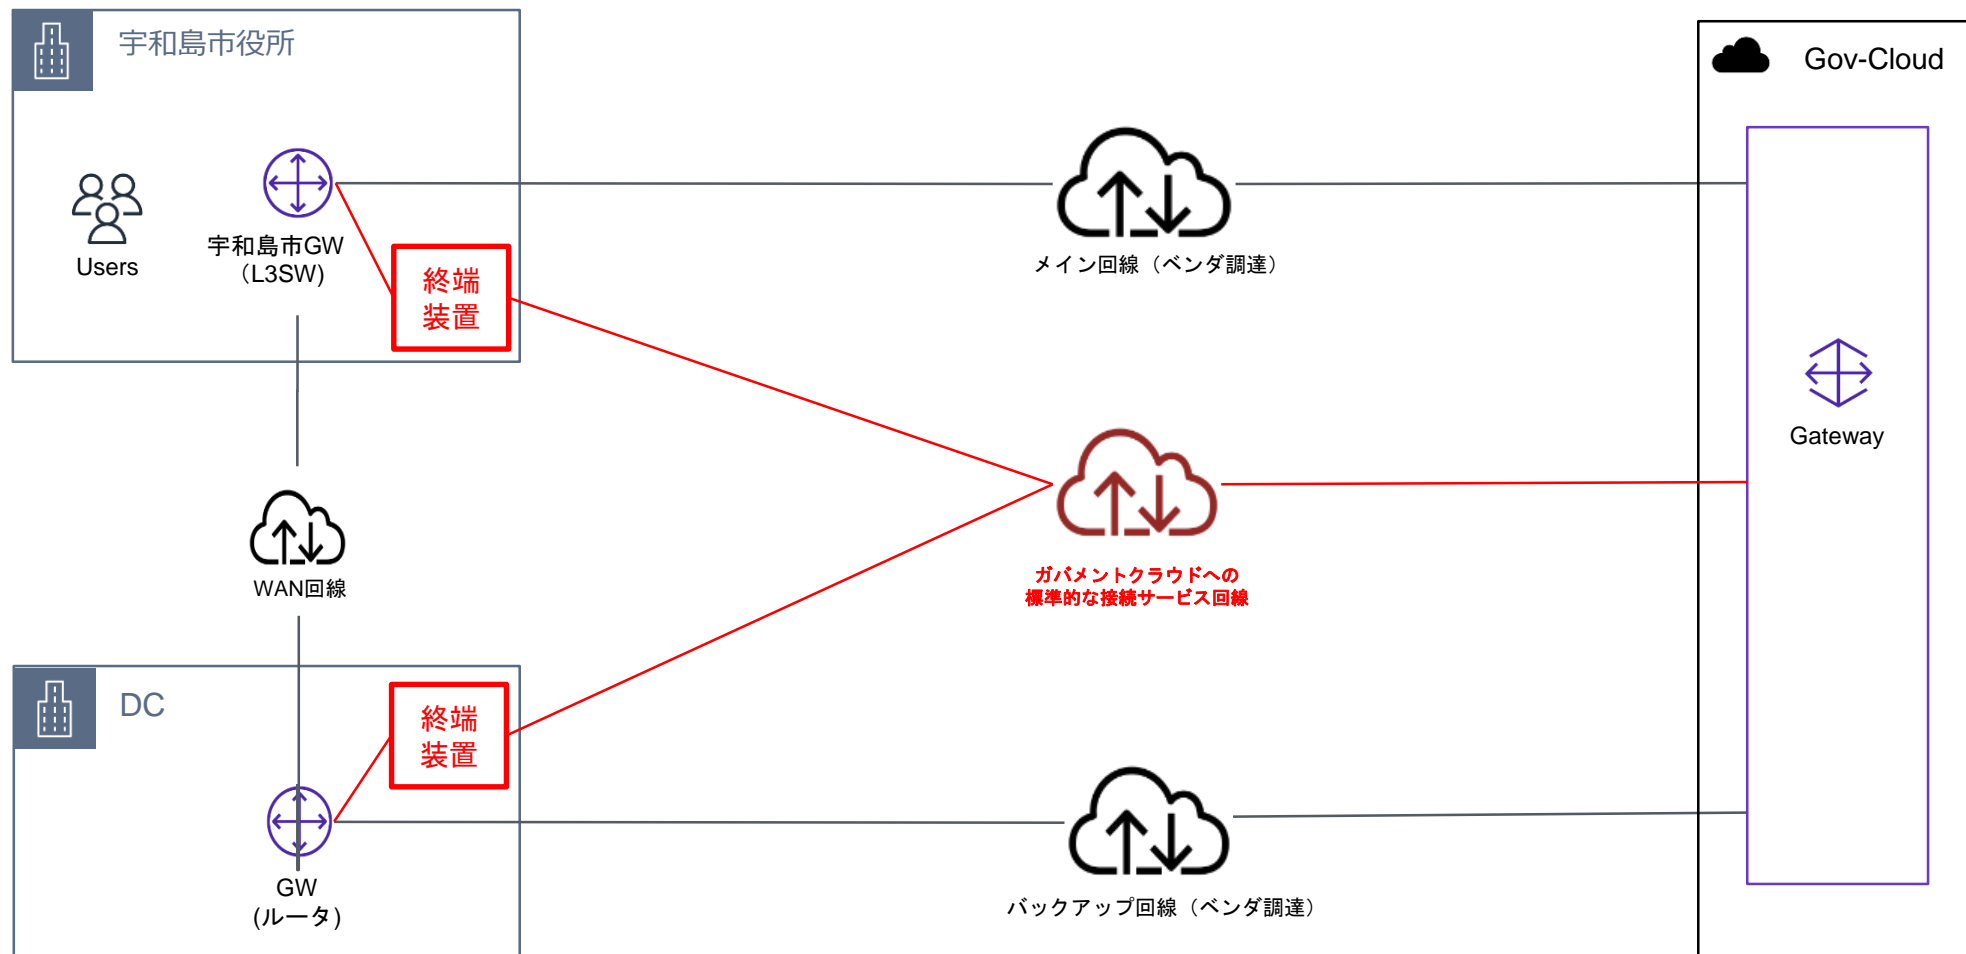 宇和島市役所
Gov-Cloud
Users
宇和島市GW
（L3SW)
終端
装置
メイン回線（ベンダ調達）
Gateway
WAN回線
ガバメントクラウドへの
標準的な接続サービス回線
DC
終端
装置
GW
(ルータ)
バックアップ回線（ベンダ調達）